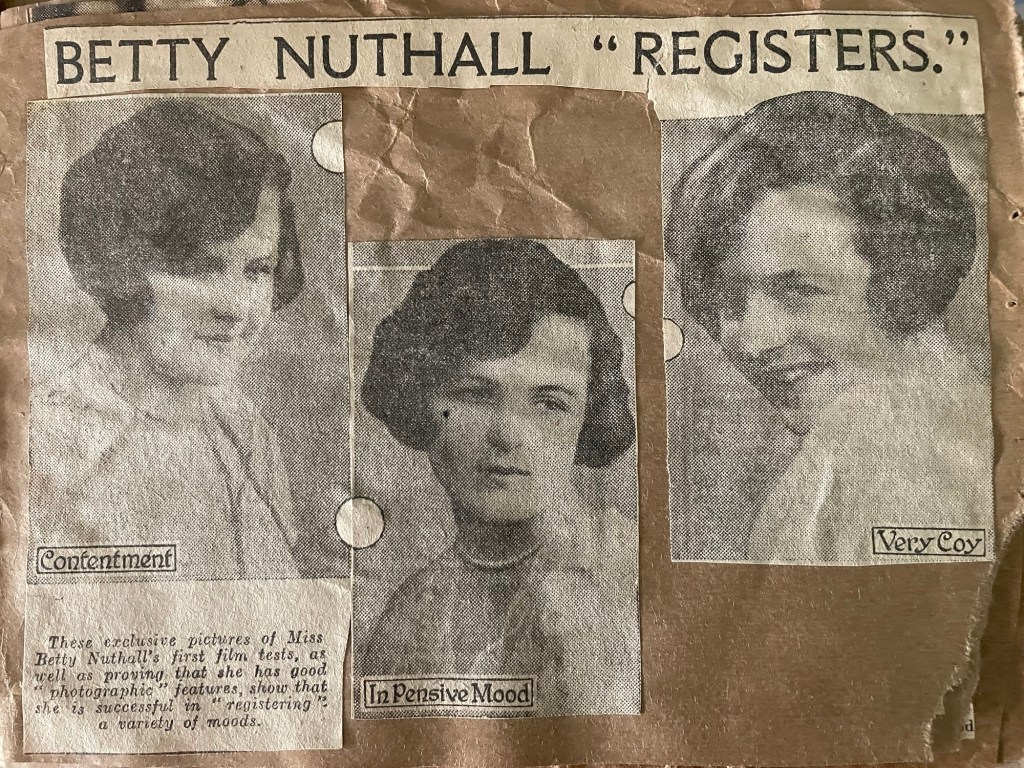 BETTY NUTHALL "REGISTERS."
Contentment
In Pensive Mood
Very Coy
These exclusive pictures of Miss
Betty Nuthall's first film tests, as
well as proving that she has good
"photographic" features, show that
she is successful in "registering"
a variety of moods.